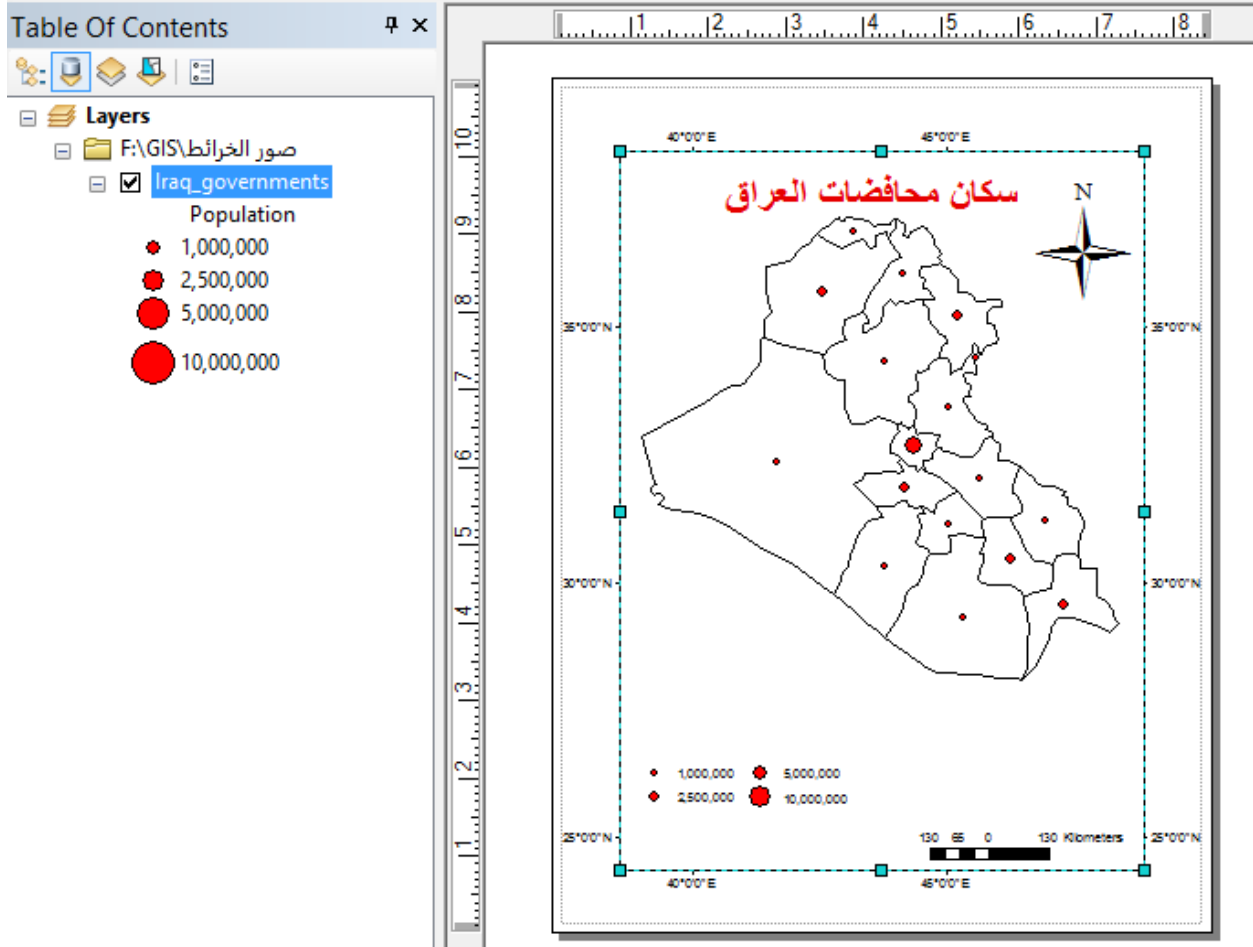 Table Of Contents
Layers
F:\GIS\صور الخرائط
Iraq_governments
Population
1,000,000
2,500,000
5,000,000
10,000,000
1 2 3 4 5 6 7 8
10
9
8
7
6
5
4
3
2
1
40°0'0"E 45°0'0"E
سكان محافضات العراق
N
35°0'0"N 35°0'0"N
30°0'0"N 30°0'0"N
1,000,000 5,000,000
2,500,000 10,000,000
130 65 0 130 Kilometers
25°0'0"N 25°0'0"N
40°0'0"E 45°0'0"E